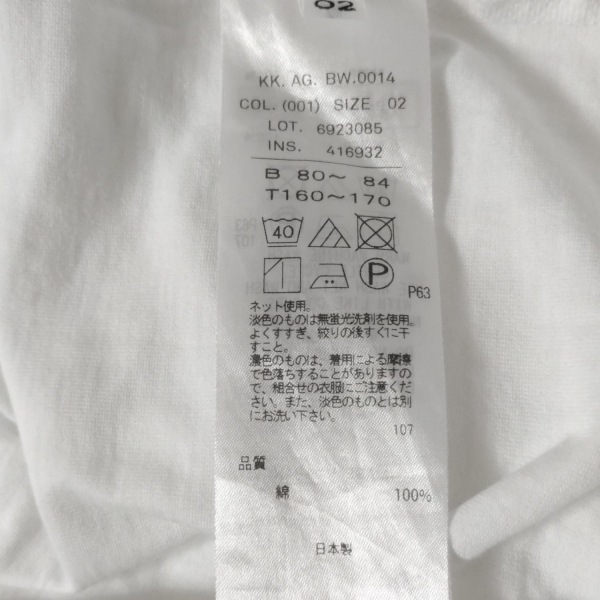 02
KK. AG. BW.0014
COL. (001) SIZE 02
LOT. 6923085
INS. 416932
B 80～ 84
T160～170
40
P
P63
ネット使用。
淡色のものは無蛍光洗剤を使用。
よくすすぎ、絞りの後すぐに干
すこと。
濃色のものは、着用による摩擦
で色落ちすることがありますの
で、組合せの衣服にご注意くだ
さい。また、淡色のものとは別
にお洗い下さい。
107
品質
綿 100%
日本製